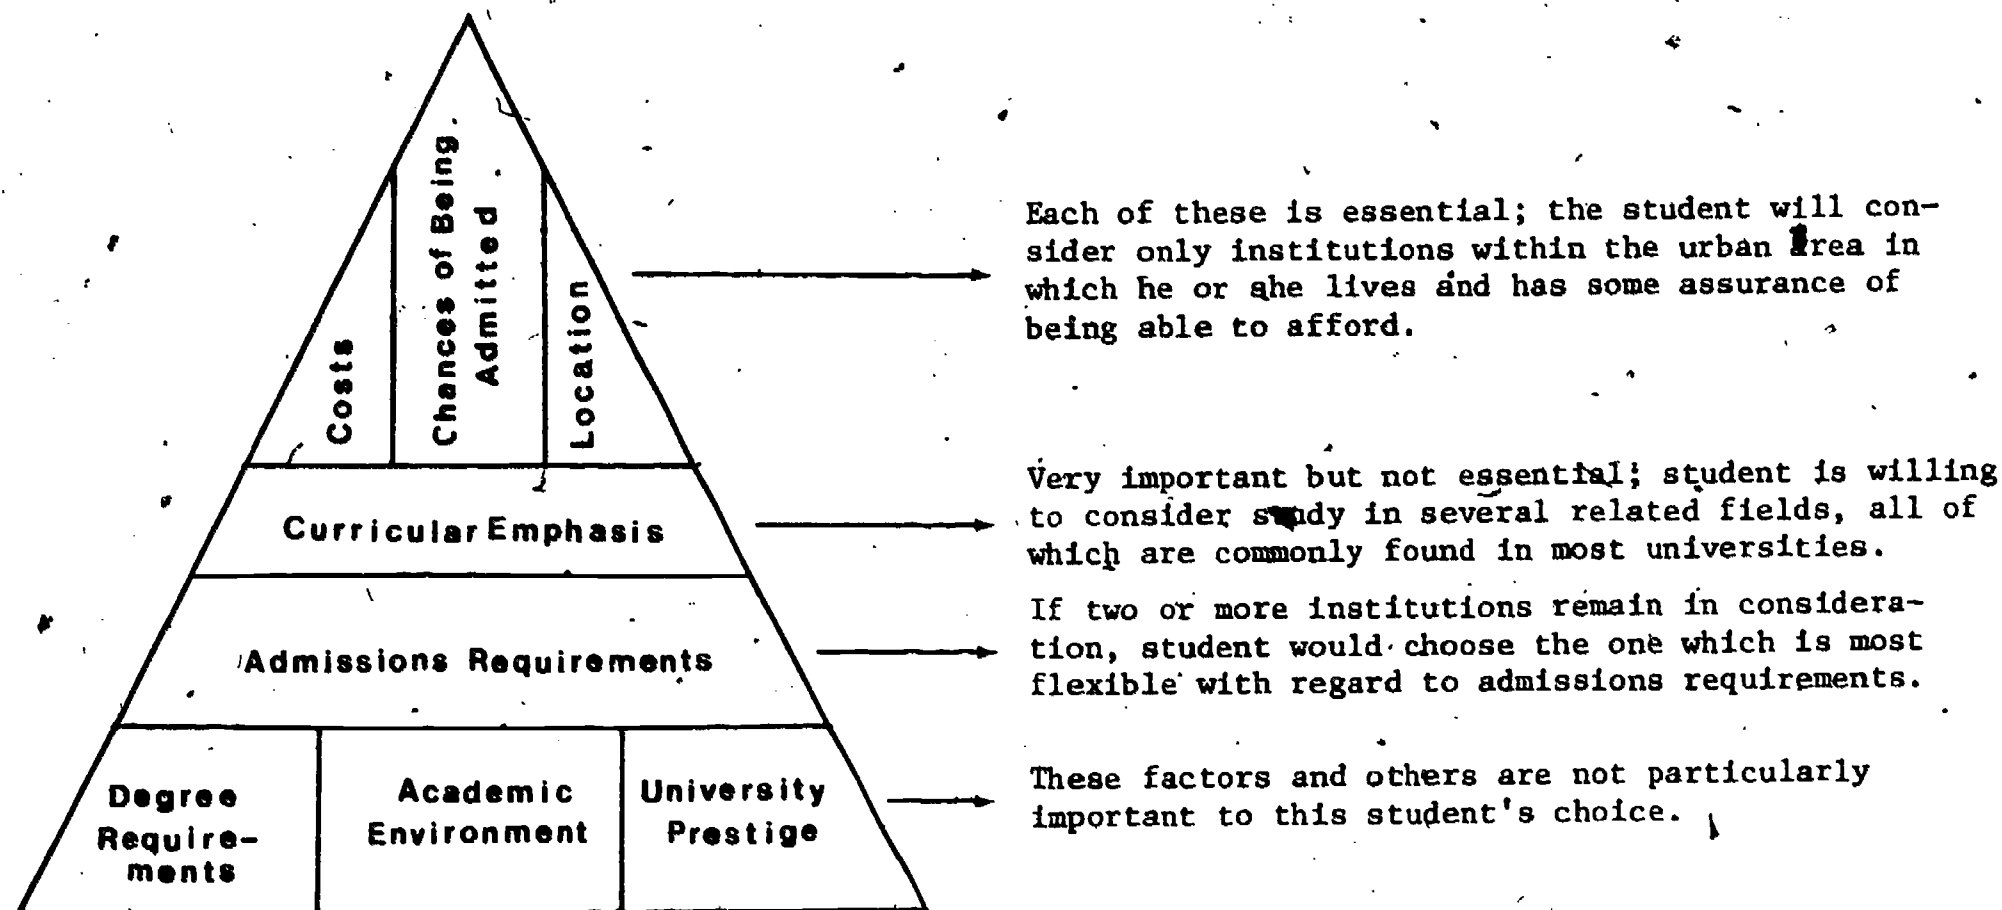 Costs
Chances of Being
Admitted
Location
Each of these is essential; the student will con-
sider only institutions within the urban area in
which he or she lives and has some assurance of
being able to afford.
Curricular Emphasis
Very important but not essential; student is willing
to consider study in several related fields, all of
which are commonly found in most universities.
Admissions Requirements
If two or more institutions remain in considera-
tion, student would choose the one which is most
flexible with regard to admissions requirements.
Degree
Require-
ments
Academic
Environment
University
Prestige
These factors and others are not particularly
important to this student's choice.